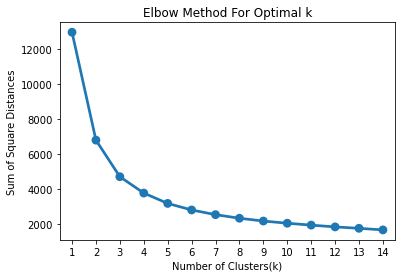 Elbow Method For Optimal k
Sum of Square Distances
12000
10000
8000
6000
4000
2000
1 2 3 4 5 6 7 8 9 10 11 12 13 14
Number of Clusters(k)